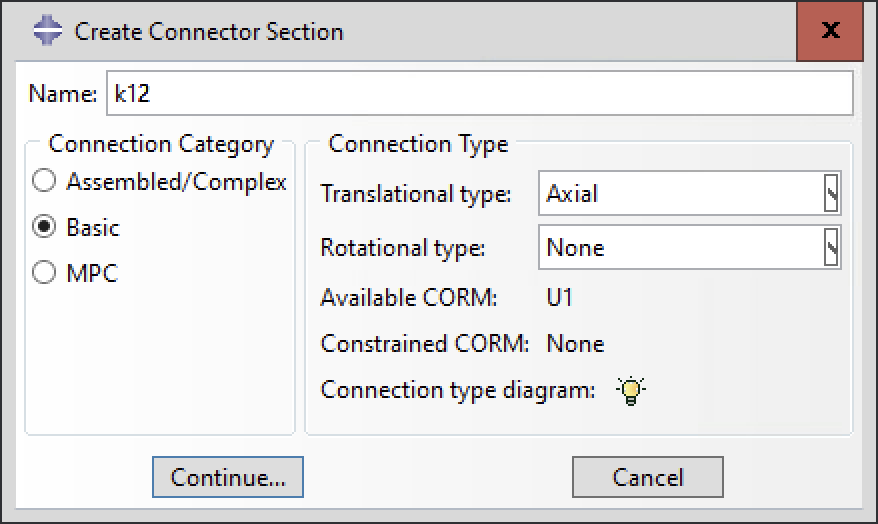 Create Connector Section
x
Name: k12
Connection Category
Assembled/Complex
Basic
MPC
Connection Type
Translational type: Axial
Rotational type: None
Available CORM: U1
Constrained CORM: None
Connection type diagram:
Continue... Cancel